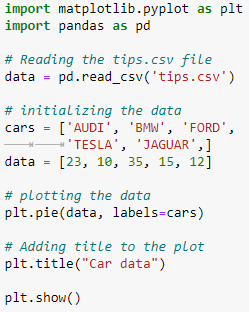 import matplotlib.pyplot as plt
import pandas as pd
# Reading the tips.csv file
data = pd.read_csv('tips.csv')
# initializing the data
cars = ['AUDI', 'BMW', 'FORD',
'TESLA', 'JAGUAR',]
data = [23, 10, 35, 15, 12]
# plotting the data
plt.pie(data, labels=cars)
# Adding title to the plot
plt.title("Car data")
plt.show()